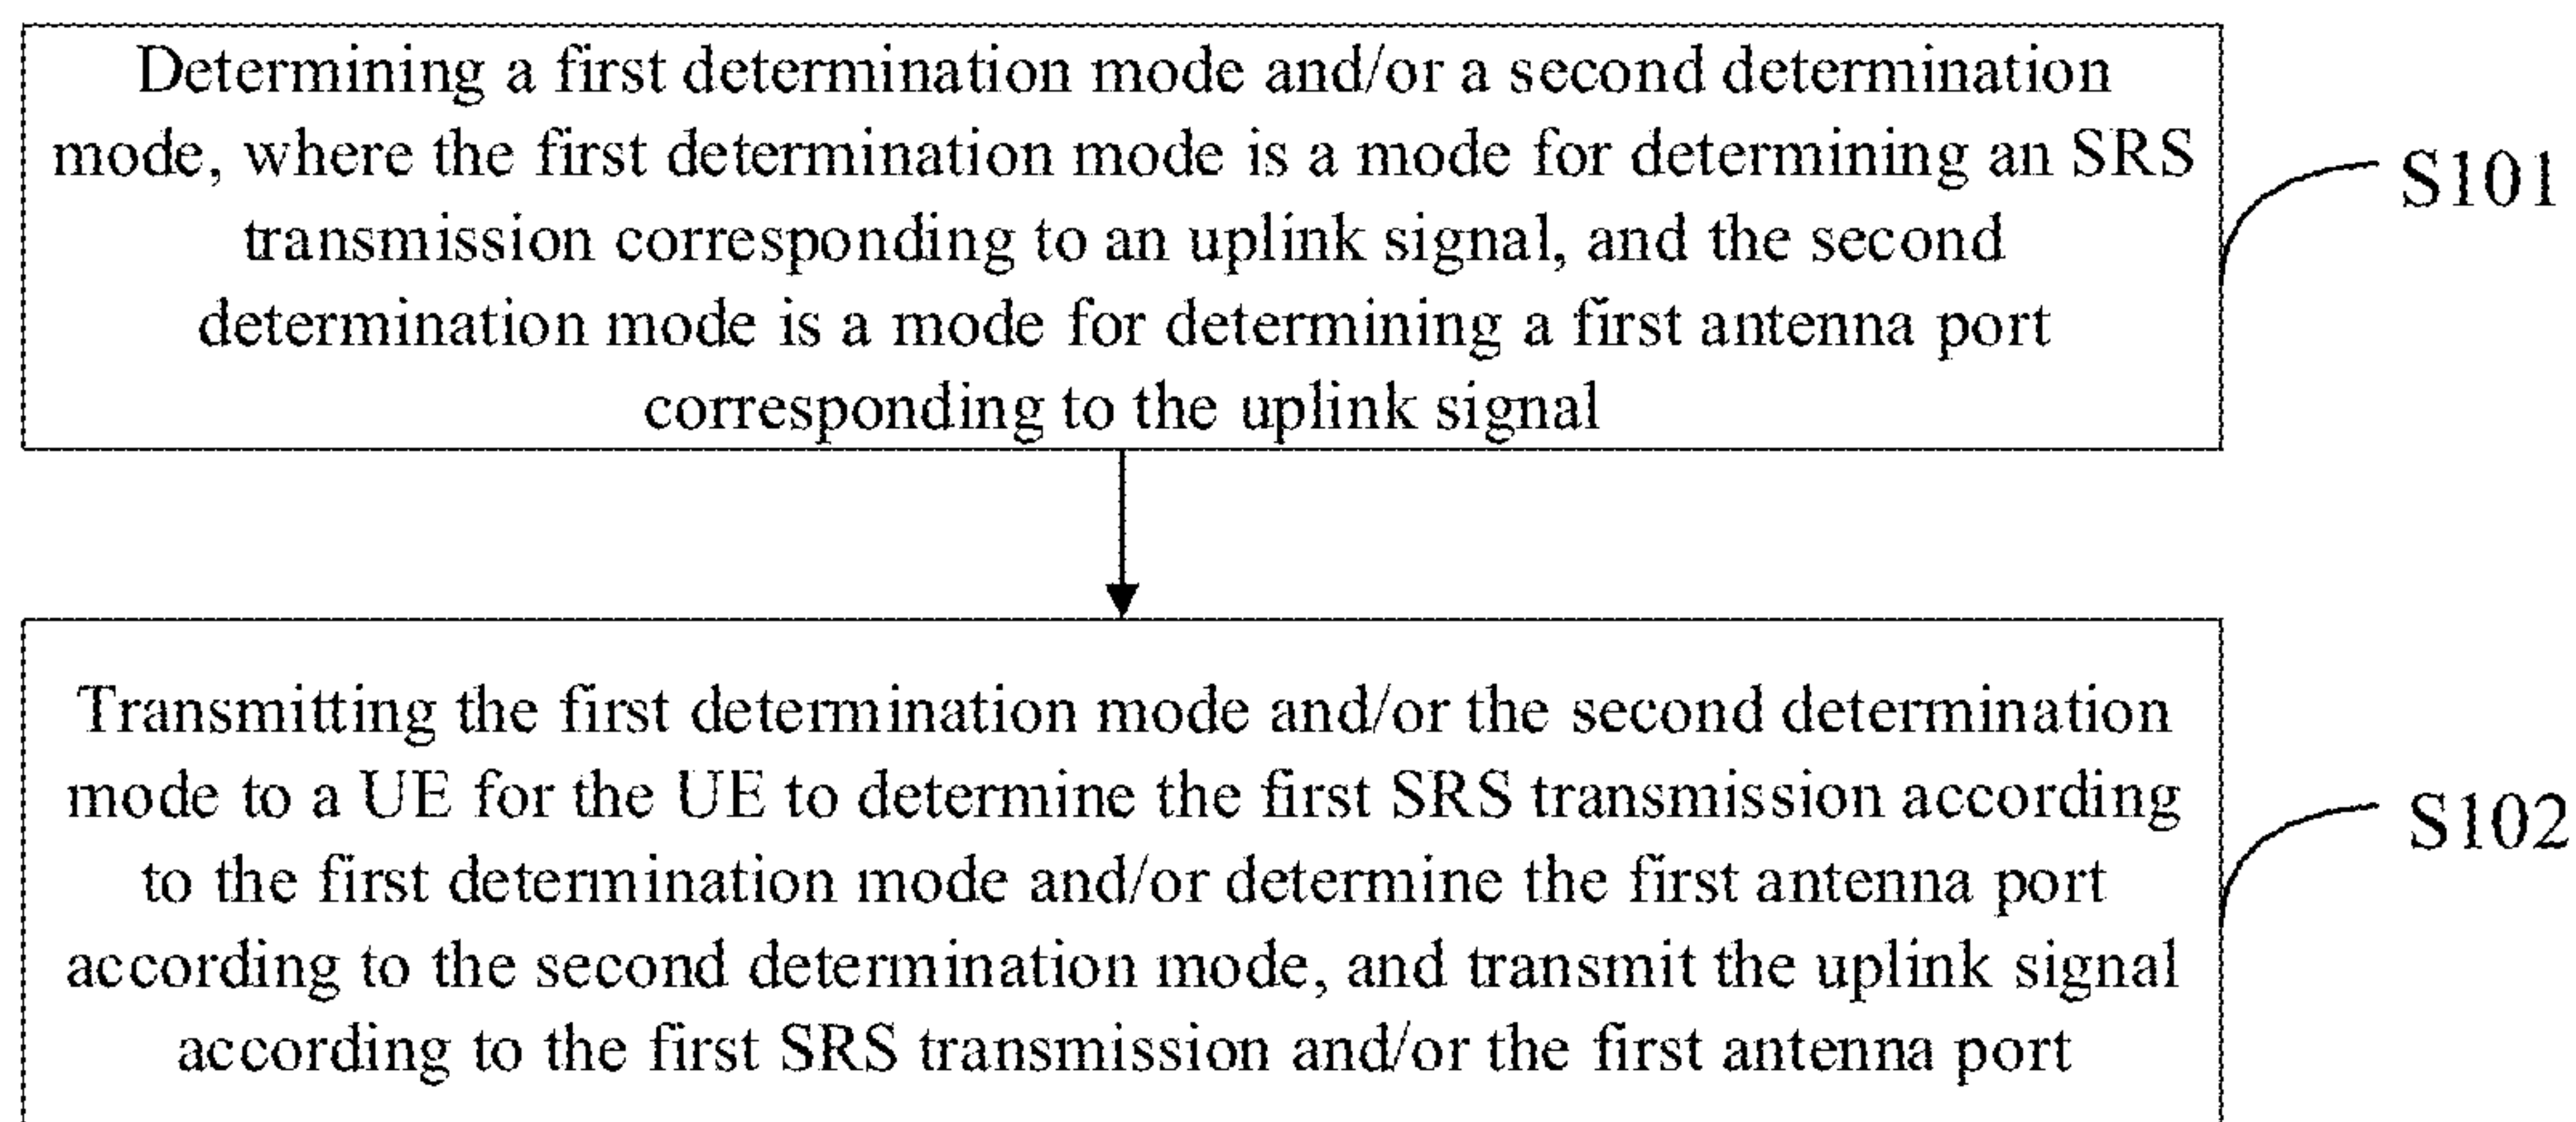 Determining a first determination mode and/or a second determination
mode, where the first determination mode is a mode for determining an SRS
transmission corresponding to an uplink signal, and the second
determination mode is a mode for determining a first antenna port
corresponding to the uplink signal
S101
Transmitting the first determination mode and/or the second determination
mode to a UE for the UE to determine the first SRS transmission according
to the first determination mode and/or determine the first antenna port
according to the second determination mode, and transmit the uplink signal
according to the first SRS transmission and/or the first antenna port
S102